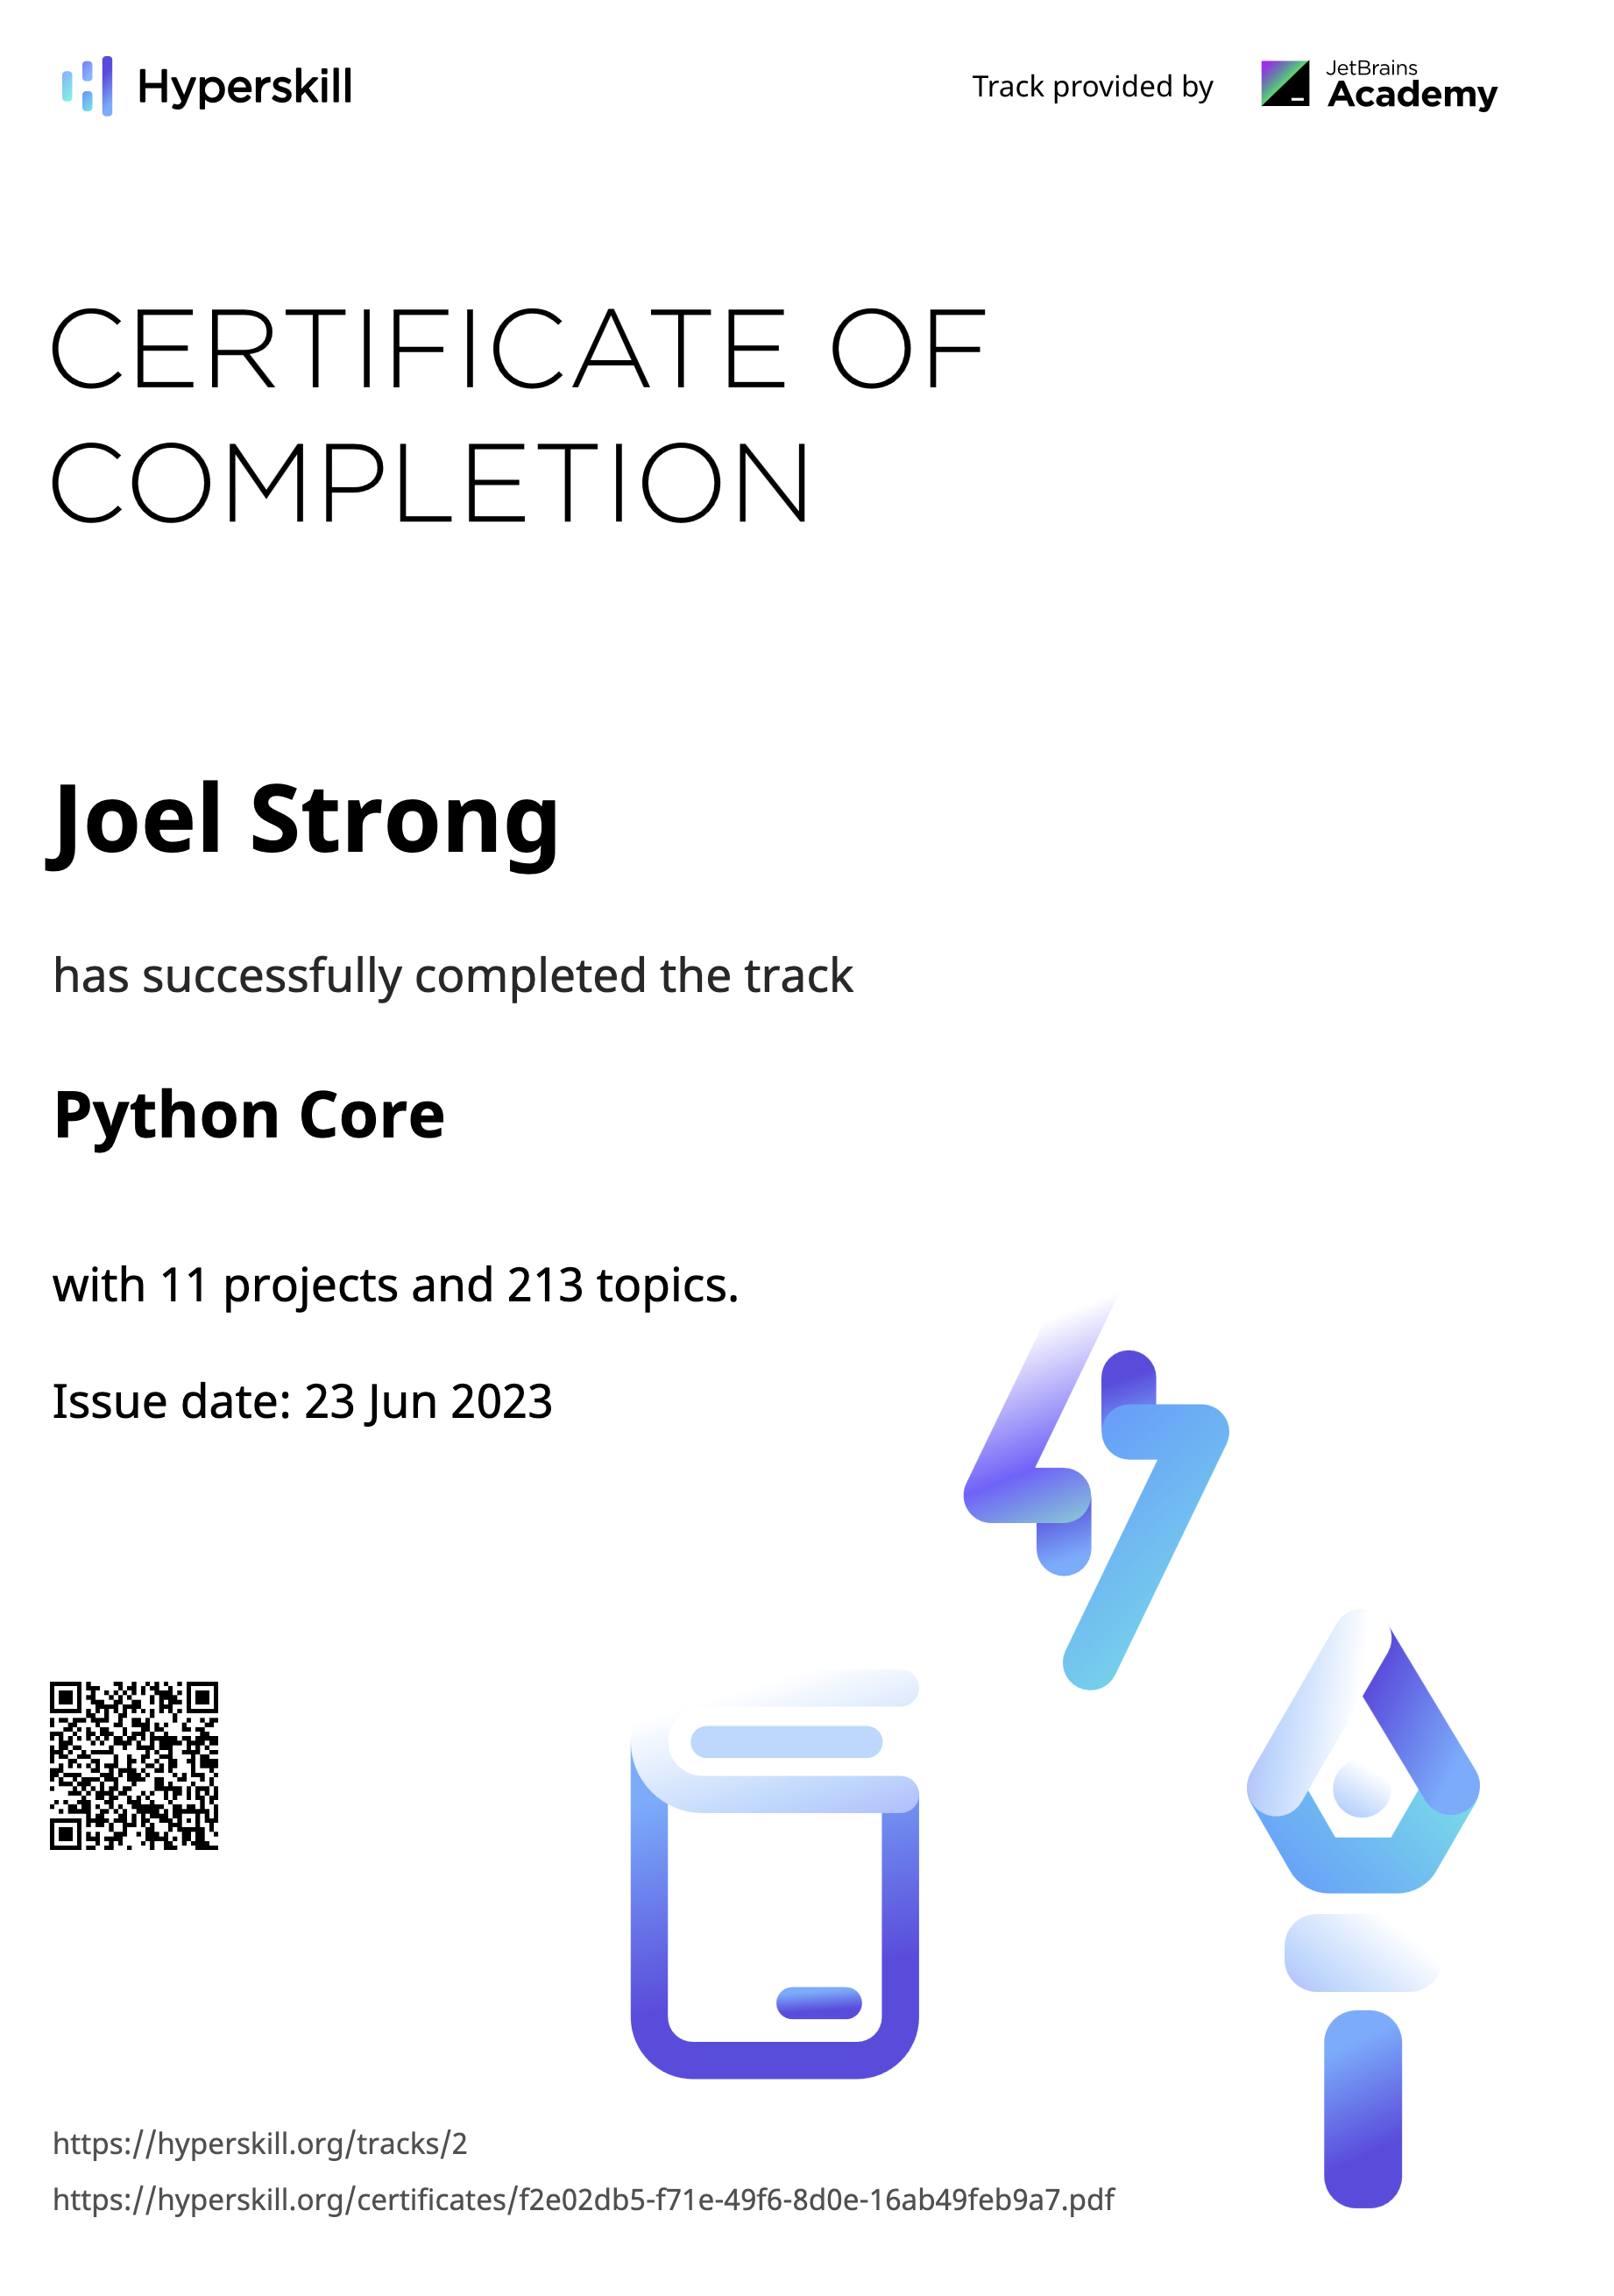 Hyperskill
Track provided by
JetBrains
Academy
CERTIFICATE OF
COMPLETION
Joel Strong
has successfully completed the track
Python Core
with 11 projects and 213 topics.
Issue date: 23 Jun 2023
https://hyperskill.org/tracks/2
https://hyperskill.org/certificates/f2e02db5-f71e-49f6-8d0e-16ab49feb9a7.pdf